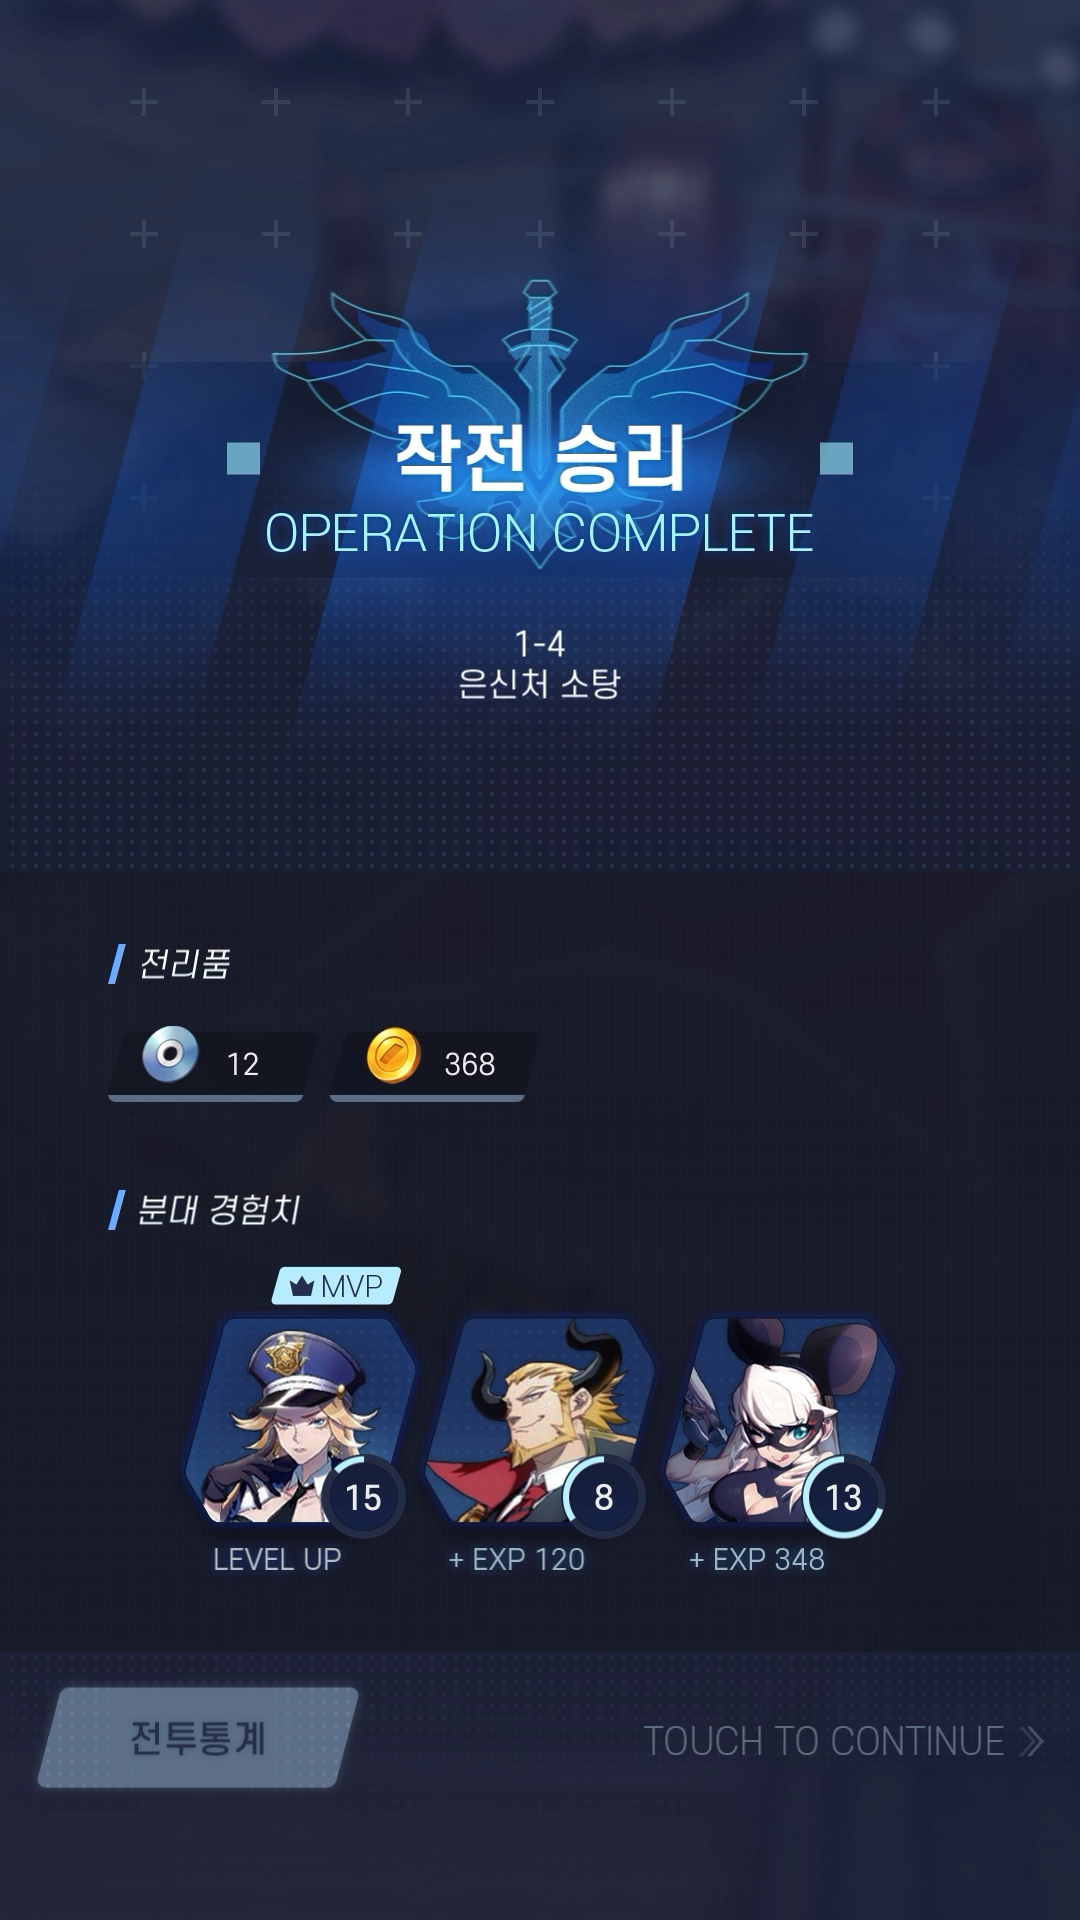 작전 승리
OPERATION COMPLETE
1-4
은신처 소탕
전리품
12
368
분대 경험치
MVP
15
8
13
LEVEL UP
+ EXP 120
+ EXP 348
전투통계
TOUCH TO CONTINUE